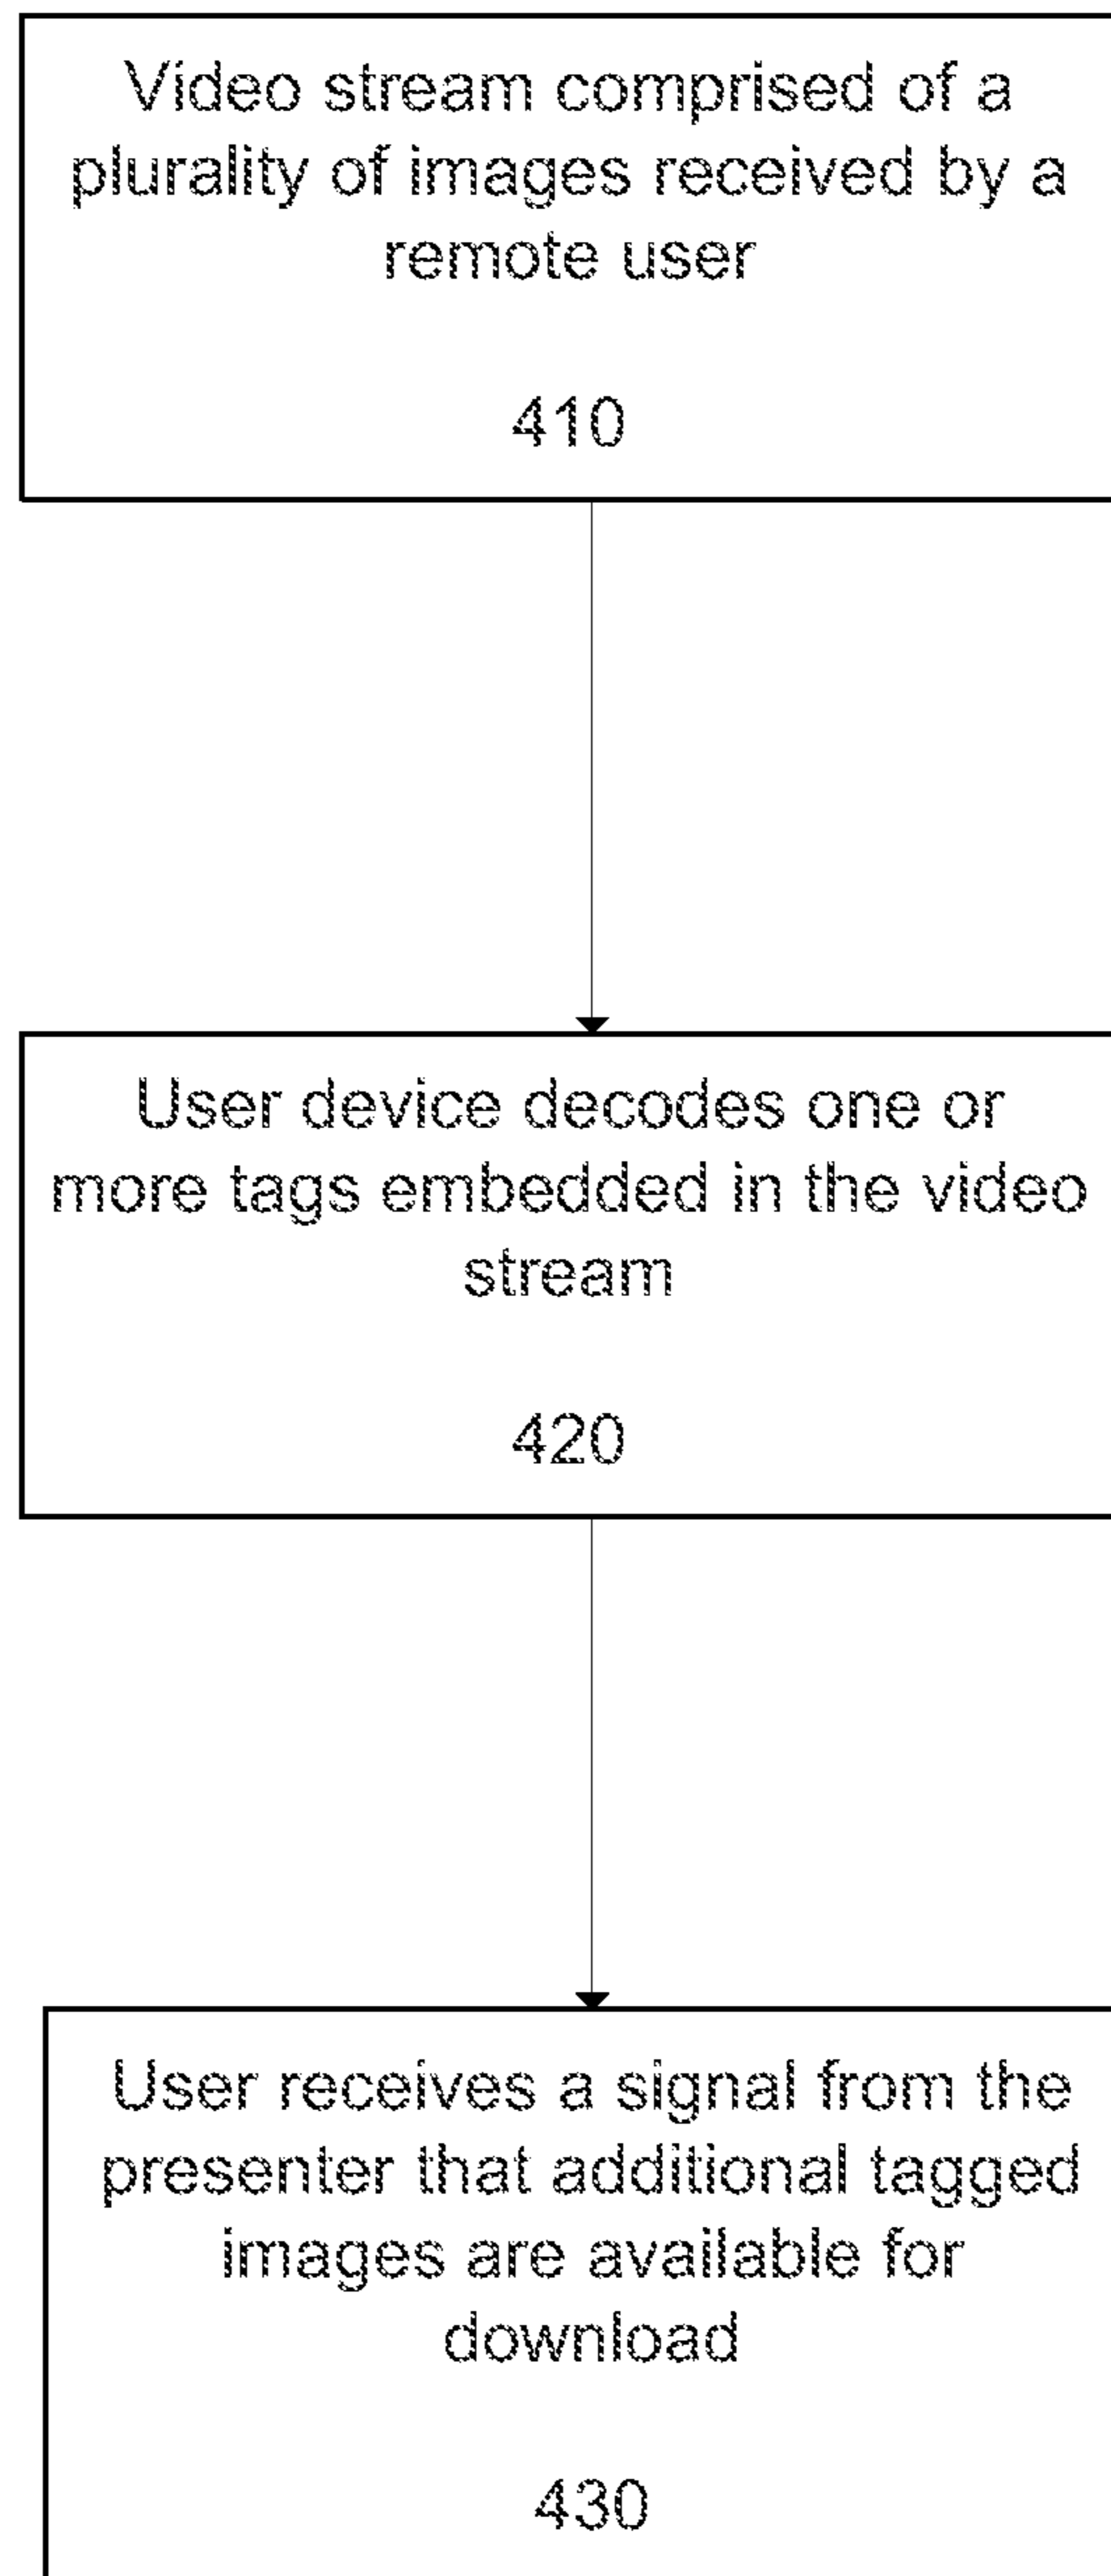 Video stream comprised of a
plurality of images received by a
remote user
410
User device decodes one or
more tags embedded in the video
stream
420
User receives a signal from the
presenter that additional tagged
images are available for
download
430